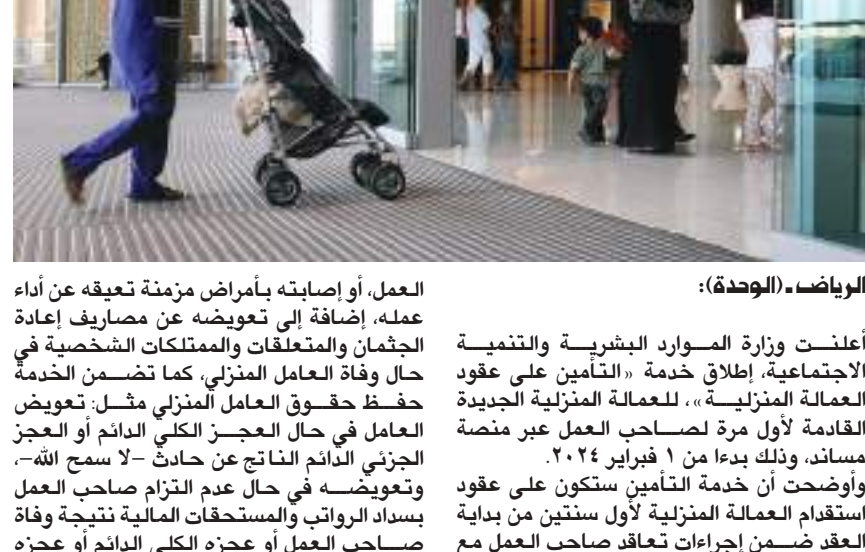 الرياض ـ (الوحدة):
أعلنت وزارة الموارد البشرية والتنمية
الاجتماعية، إطلاق خدمة «التأمين على عقود
العمالة المنزلية»، للعمالة المنزلية الجديدة
القادمة لأول مرة لصاحب العمل عبر منصة
مساند، وذلك بدءا من ١ فبراير ٢٠٢٤.
وأوضحت أن خدمة التأمين ستكون على عقود
استقدام العمالة المنزلية لأول سنتين من بداية
العقد ضمن إجراءات تعاقد صاحب العمل مع
العمل، أو إصابته بأمراض مزمنة تعيقه عن أداء
عمله، إضافة إلى تعويضه عن مصاريف إعادة
الجثمان والمتعلقات والممتلكات الشخصية في
حال وفاة العامل المنزلي، كما تضمن الخدمة
حفظ حقوق العامل المنزلي مثل: تعويض
العامل في حال العجز الكلي الدائم أو العجز
الجزئي الدائم الناتج عن حادث –لا سمح الله–،
وتعويضه في حال عدم التزام صاحب العمل
بسداد الرواتب والمستحقات المالية نتيجة وفاة
صاحب العمل أو عجزه الكلي الدائم أو عجزه